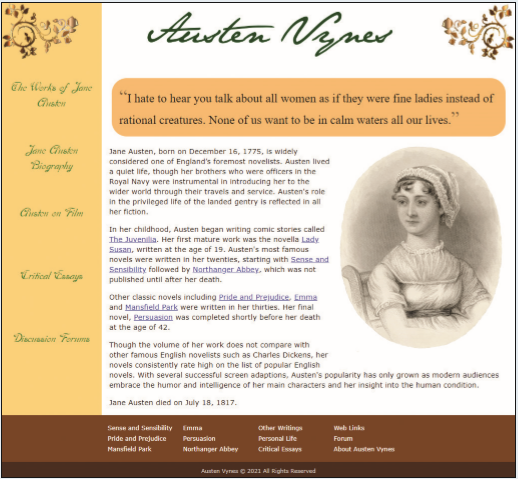 Austen Vynes
The Works of Jane
Austen
Jane Austen
Biography
Austen on Film
Critical Essays
Discussion Forums
“I hate to hear you talk about all women as if they were fine ladies instead of
rational creatures. None of us want to be in calm waters all our lives.”
Jane Austen, born on December 16, 1775, is widely
considered one of England's foremost novelists. Austen lived
a quiet life, though her brothers who were officers in the
Royal Navy were instrumental in introducing her to the
wider world through their travels and service. Austen's role
in the privileged life of the landed gentry is reflected in all
her fiction.
In her childhood, Austen began writing comic stories called
The Juvenilia. Her first mature work was the novella Lady
Susan, written at the age of 19. Austen's most famous
novels were written in her twenties, starting with Sense and
Sensibility followed by Northanger Abbey, which was not
published until after her death.
Other classic novels including Pride and Prejudice, Emma
and Mansfield Park were written in her thirties. Her final
novel, Persuasion was completed shortly before her death
at the age of 42.
Though the volume of her work does not compare with
other famous English novelists such as Charles Dickens, her
novels consistently rate high on the list of popular English
novels. With several successful screen adaptions, Austen's popularity has only grown as modern audiences
embrace the humor and intelligence of her main characters and her insight into the human condition.
Jane Austen died on July 18, 1817.
Sense and Sensibility Emma Other Writings Web Links
Pride and Prejudice Persuasion Personal Life Forum
Mansfield Park Northanger Abbey Critical Essays About Austen Vynes
Austen Vynes © 2021 All Rights Reserved